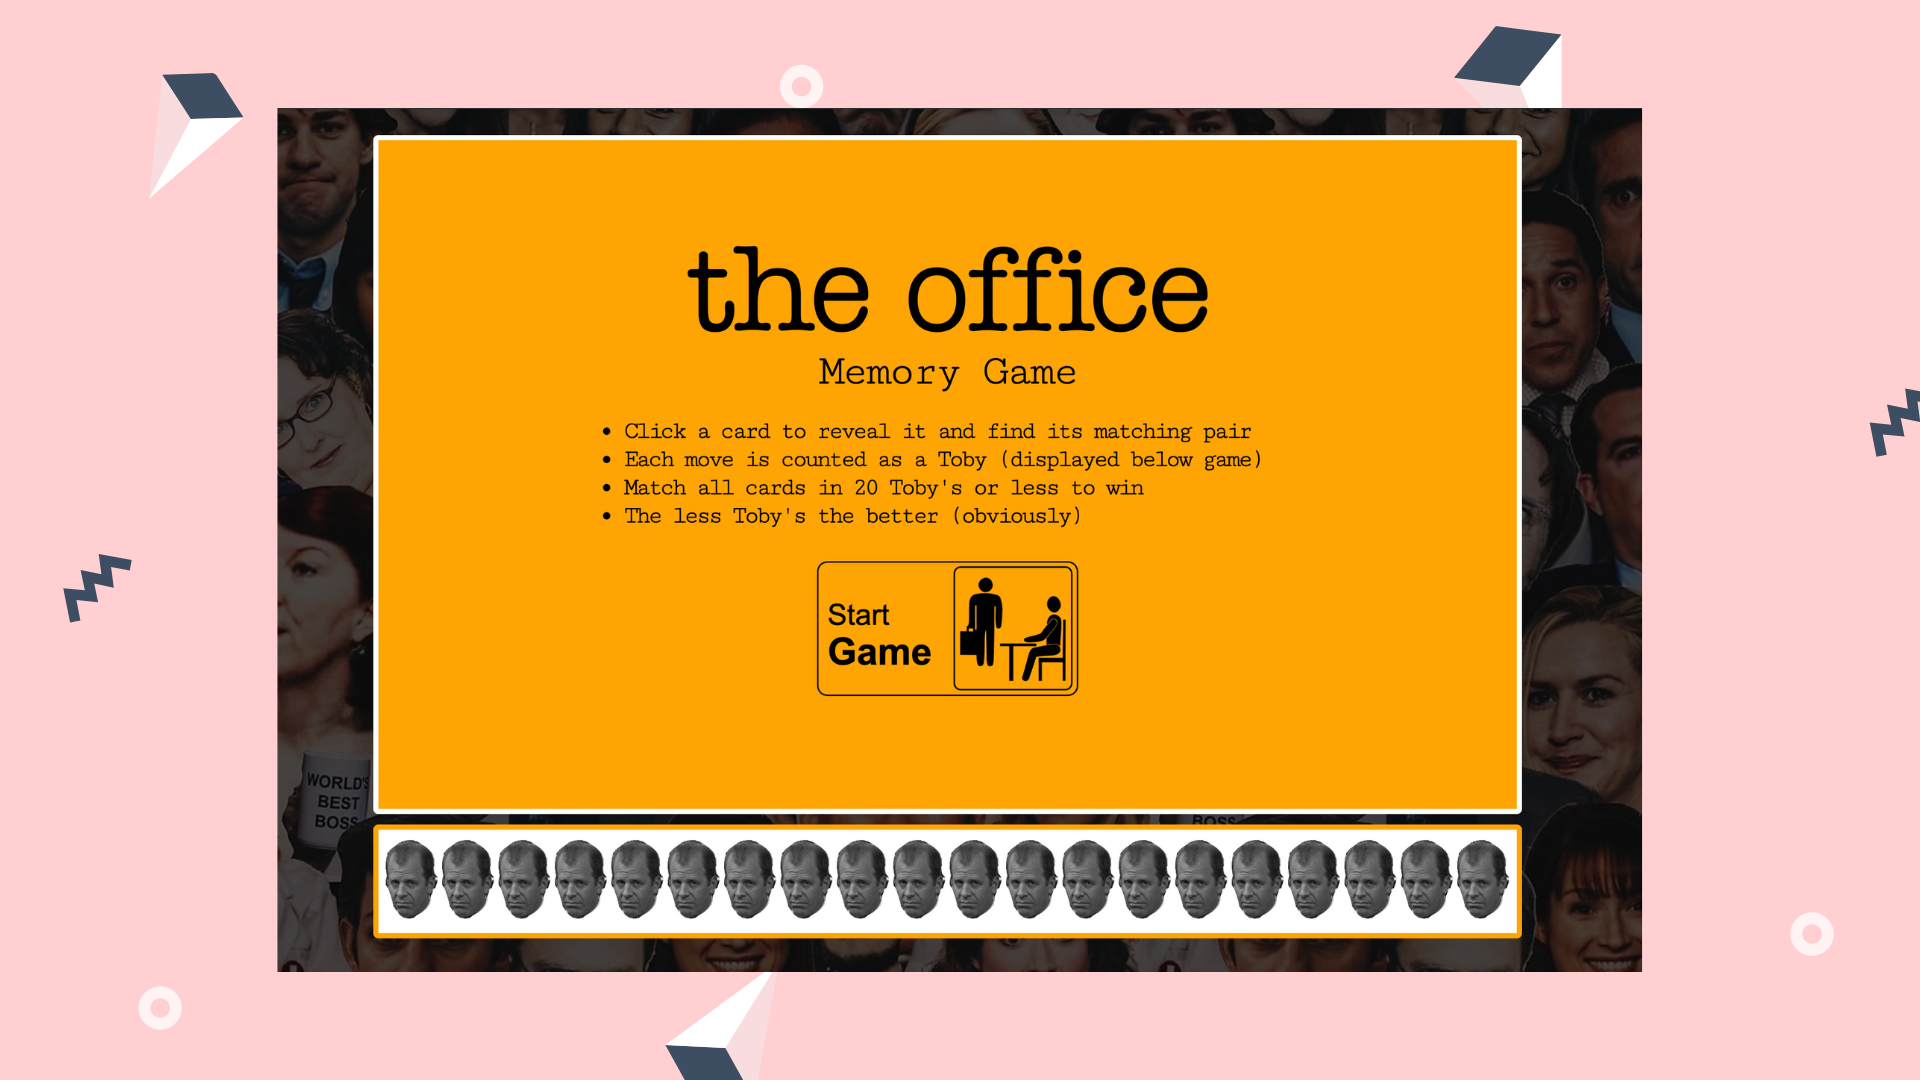 the office
Memory Game
Click a card to reveal it and find its matching pair
Each move is counted as a Toby (displayed below game)
Match all cards in 20 Toby's or less to win
The less Toby's the better (obviously)
Start
Game
WORLD'S
BEST
BOSS
BOSS